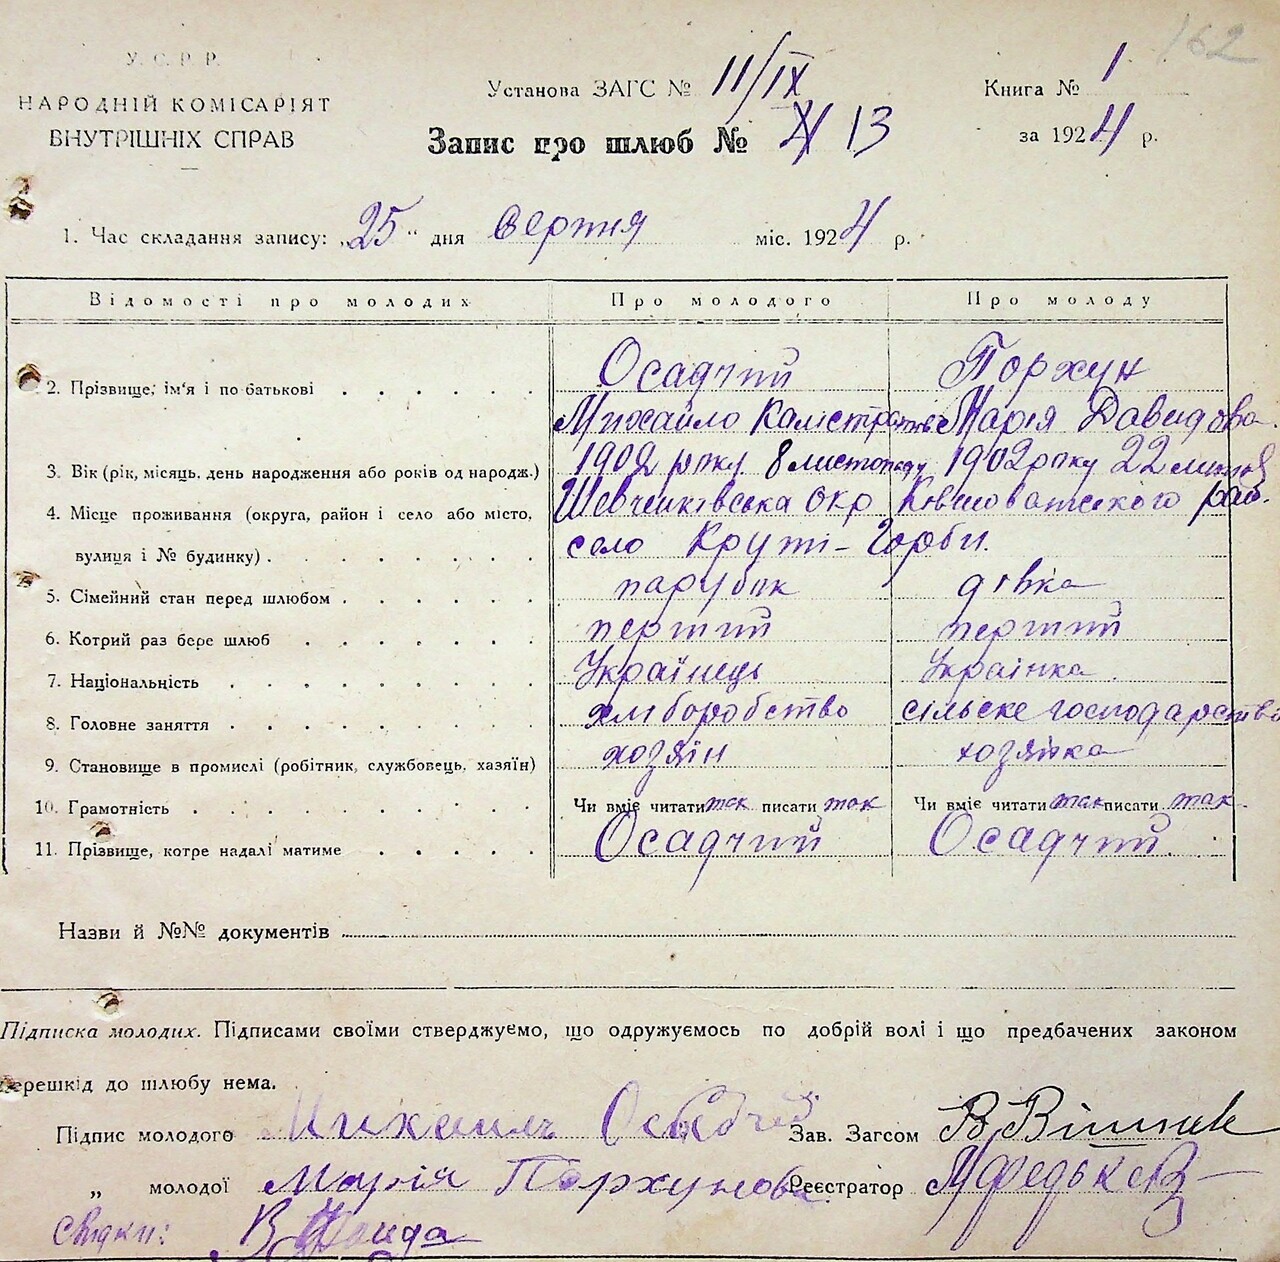 162
У. С. Р. Р.
НАРОДНІЙ КОМІСАРІЯТ
ВНУТРІШНІХ СПРАВ
Установа ЗАГС № 11/IX
Книга № 1
Запис про шлюб № 13
за 1924 р.
1. Час складання запису: „25“ дня серпня міс. 1924 р.
Відомості про молодих
Про молодого
Про молоду
2. Прізвище, ім'я і по батькові
Осадчий
Порхун
Михайло Калістратів
Марія Давидова
3. Вік (рік, місяць, день народження або років од народж.)
1902 року 8 листопаду
1902 року 22
4. Місце проживання (округа, район і село або місто,
Шевченківська окр
рай.
вулиця і № будинку)
село Круті-Горби.
5. Сімейний стан перед шлюбом
парубок
дівка
6. Котрий раз бере шлюб
перший
перший
7. Національність
Українець
Українка
8. Головне заняття
хліборобство
сільске господарство
9. Становище в промислі (робітник, службовець, хазяїн)
хозяїн
хозяйка
10. Грамотність
Чи вміє читати так писати так
Чи вміє читати так писати так
11. Прізвище, котре надалі матиме
Осадчий
Осадчий
Назви й №№ документів
Підписка молодих. Підписами своїми стверджуємо, що одружуємось по добрій волі і що предбачених законом
перешкід до шлюбу нема.
Підпис молодого Михаилъ Осадчий
Зав. Загсом
„ молодої Марія Порхунова
Реєстратор
Свідки: